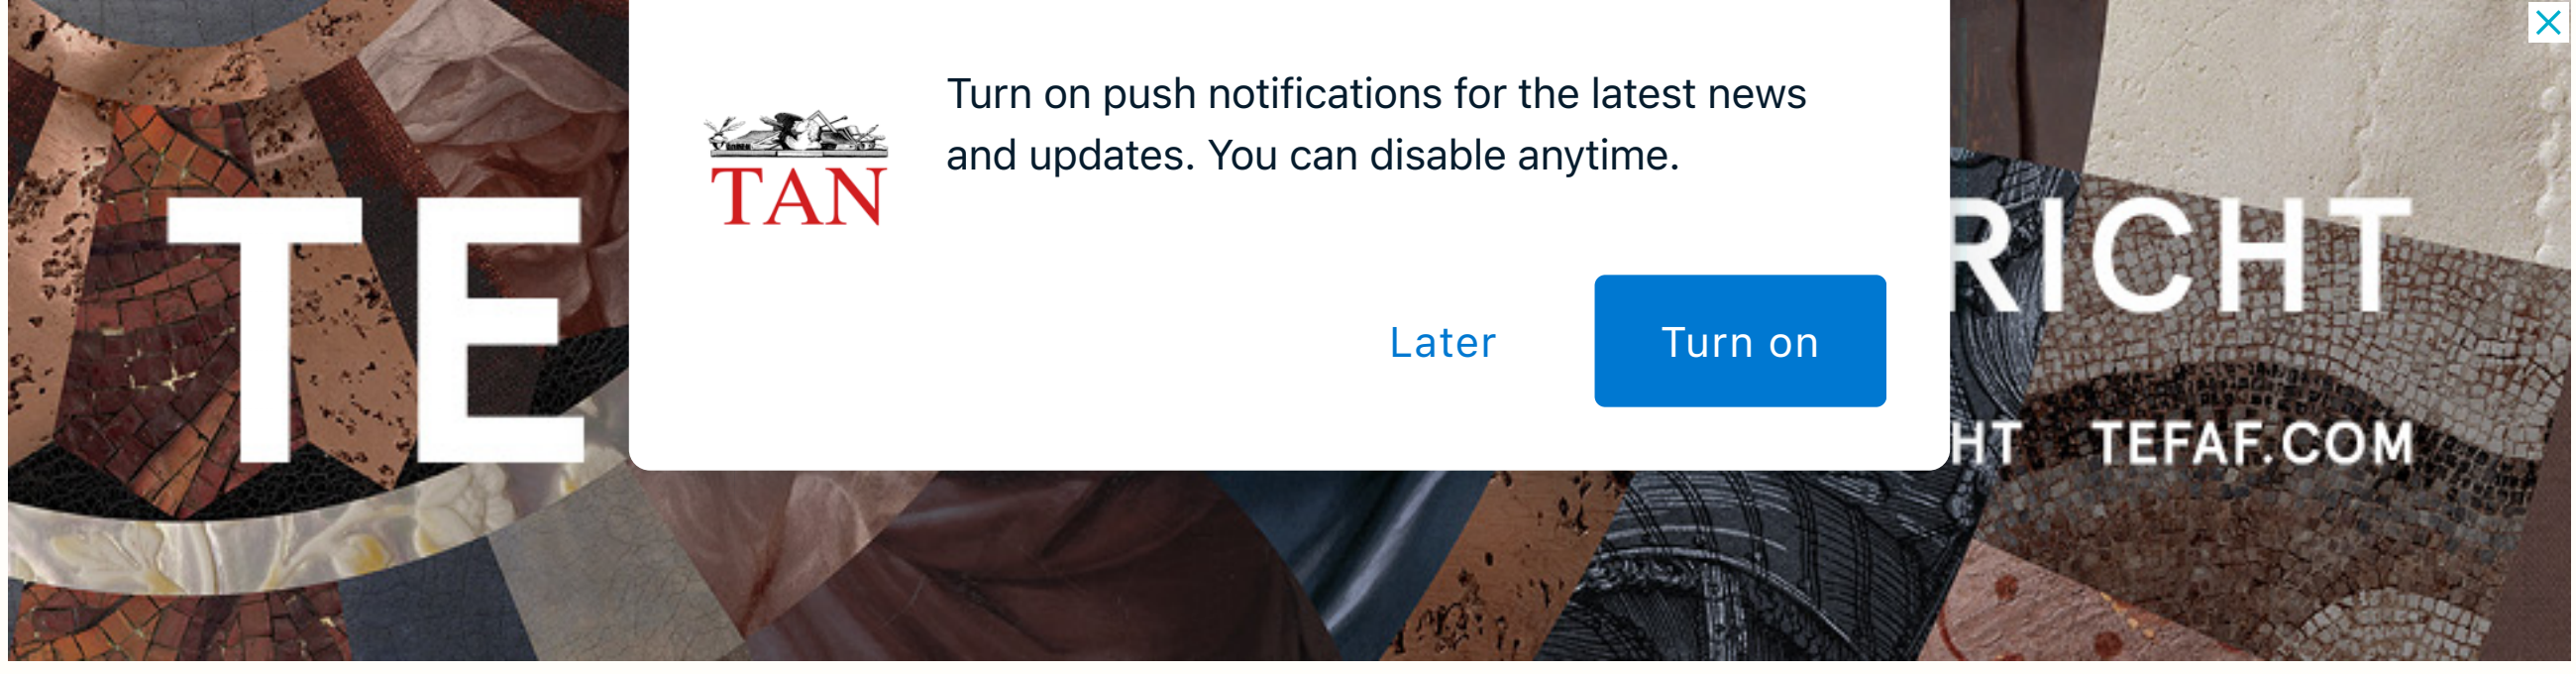 Turn on push notifications for the latest news
and updates. You can disable anytime.
TAN
Later
Turn on
TE
RICHT
HT TEFAF.COM